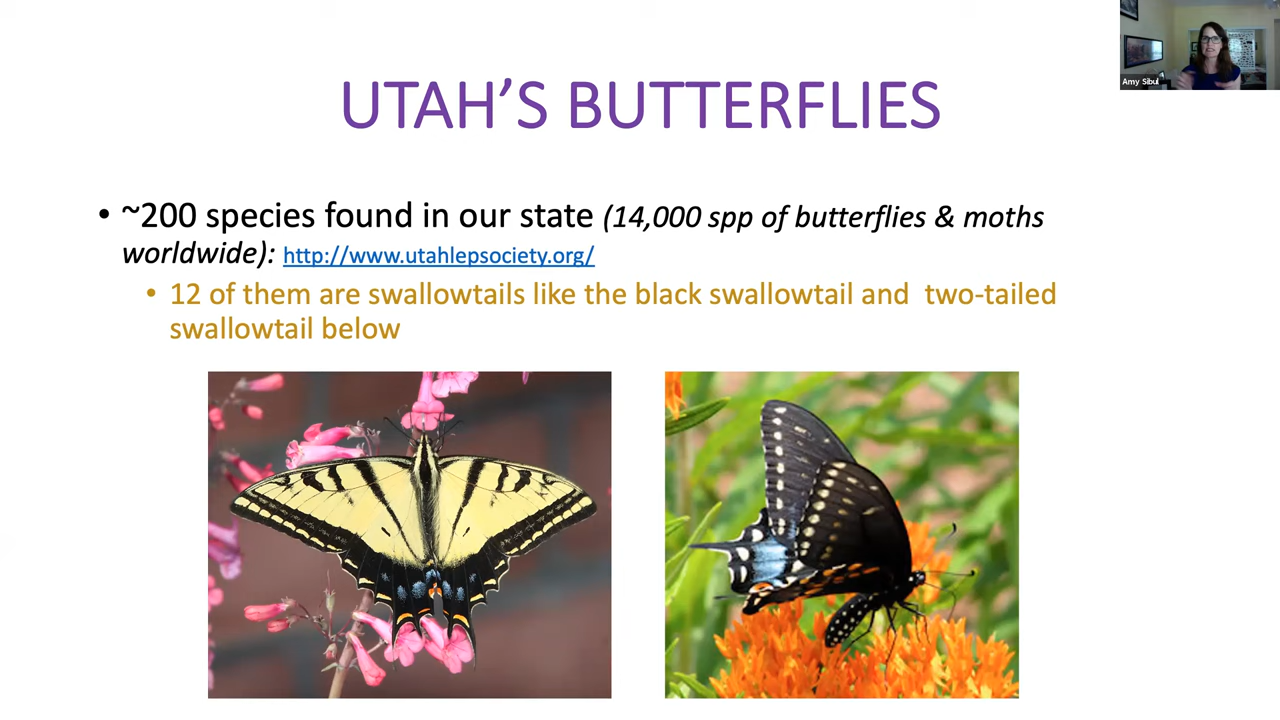 Amy Sibul
UTAH'S BUTTERFLIES
• ~200 species found in our state (14,000 spp of butterflies & moths
worldwide): http://www.utahlepsociety.org/
• 12 of them are swallowtails like the black swallowtail and  two-tailed
swallowtail below